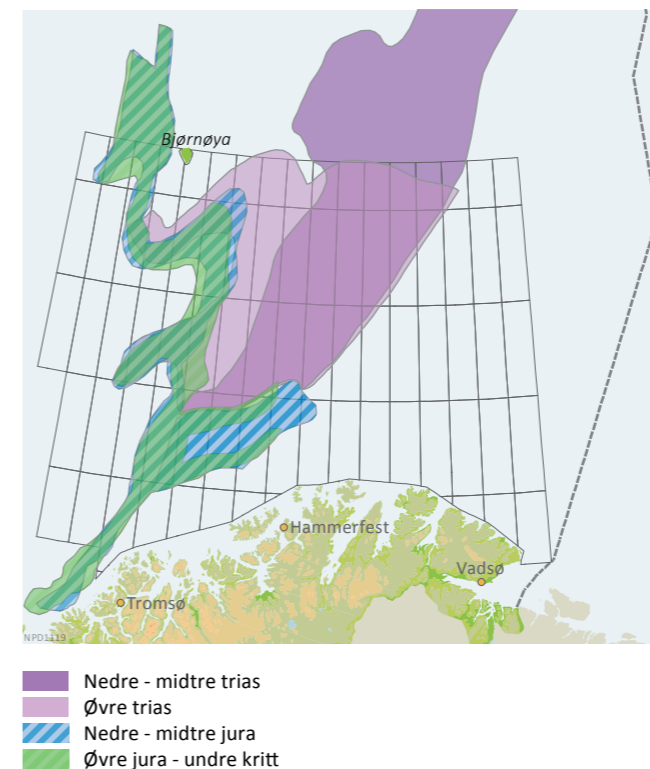 Bjørnøya
Hammerfest
Vadsø
Tromsø
NPD1119
Nedre - midtre trias
Øvre trias
Nedre - midtre jura
Øvre jura - undre kritt